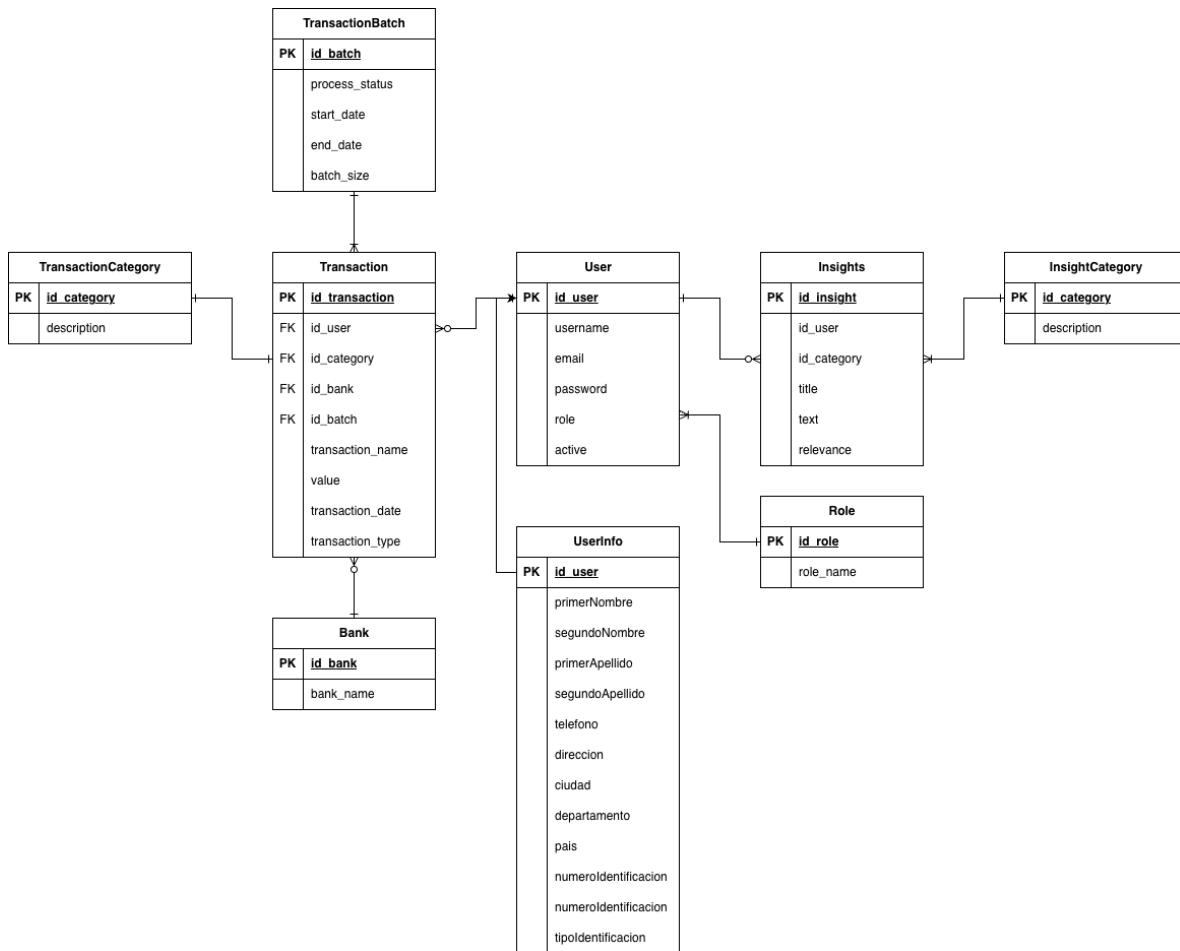 TransactionBatch
PK id_batch
process_status
start_date
end_date
batch_size
TransactionCategory
PK id_category
description
Transaction
PK id_transaction
FK id_user
FK id_category
FK id_bank
FK id_batch
transaction_name
value
transaction_date
transaction_type
User
PK id_user
username
email
password
role
active
Insights
PK id_insight
id_user
id_category
title
text
relevance
InsightCategory
PK id_category
description
Role
PK id_role
role_name
UserInfo
PK id_user
primerNombre
segundoNombre
primerApellido
segundoApellido
telefono
direccion
ciudad
departamento
pais
numeroIdentificacion
numeroIdentificacion
tipoIdentificacion
Bank
PK id_bank
bank_name